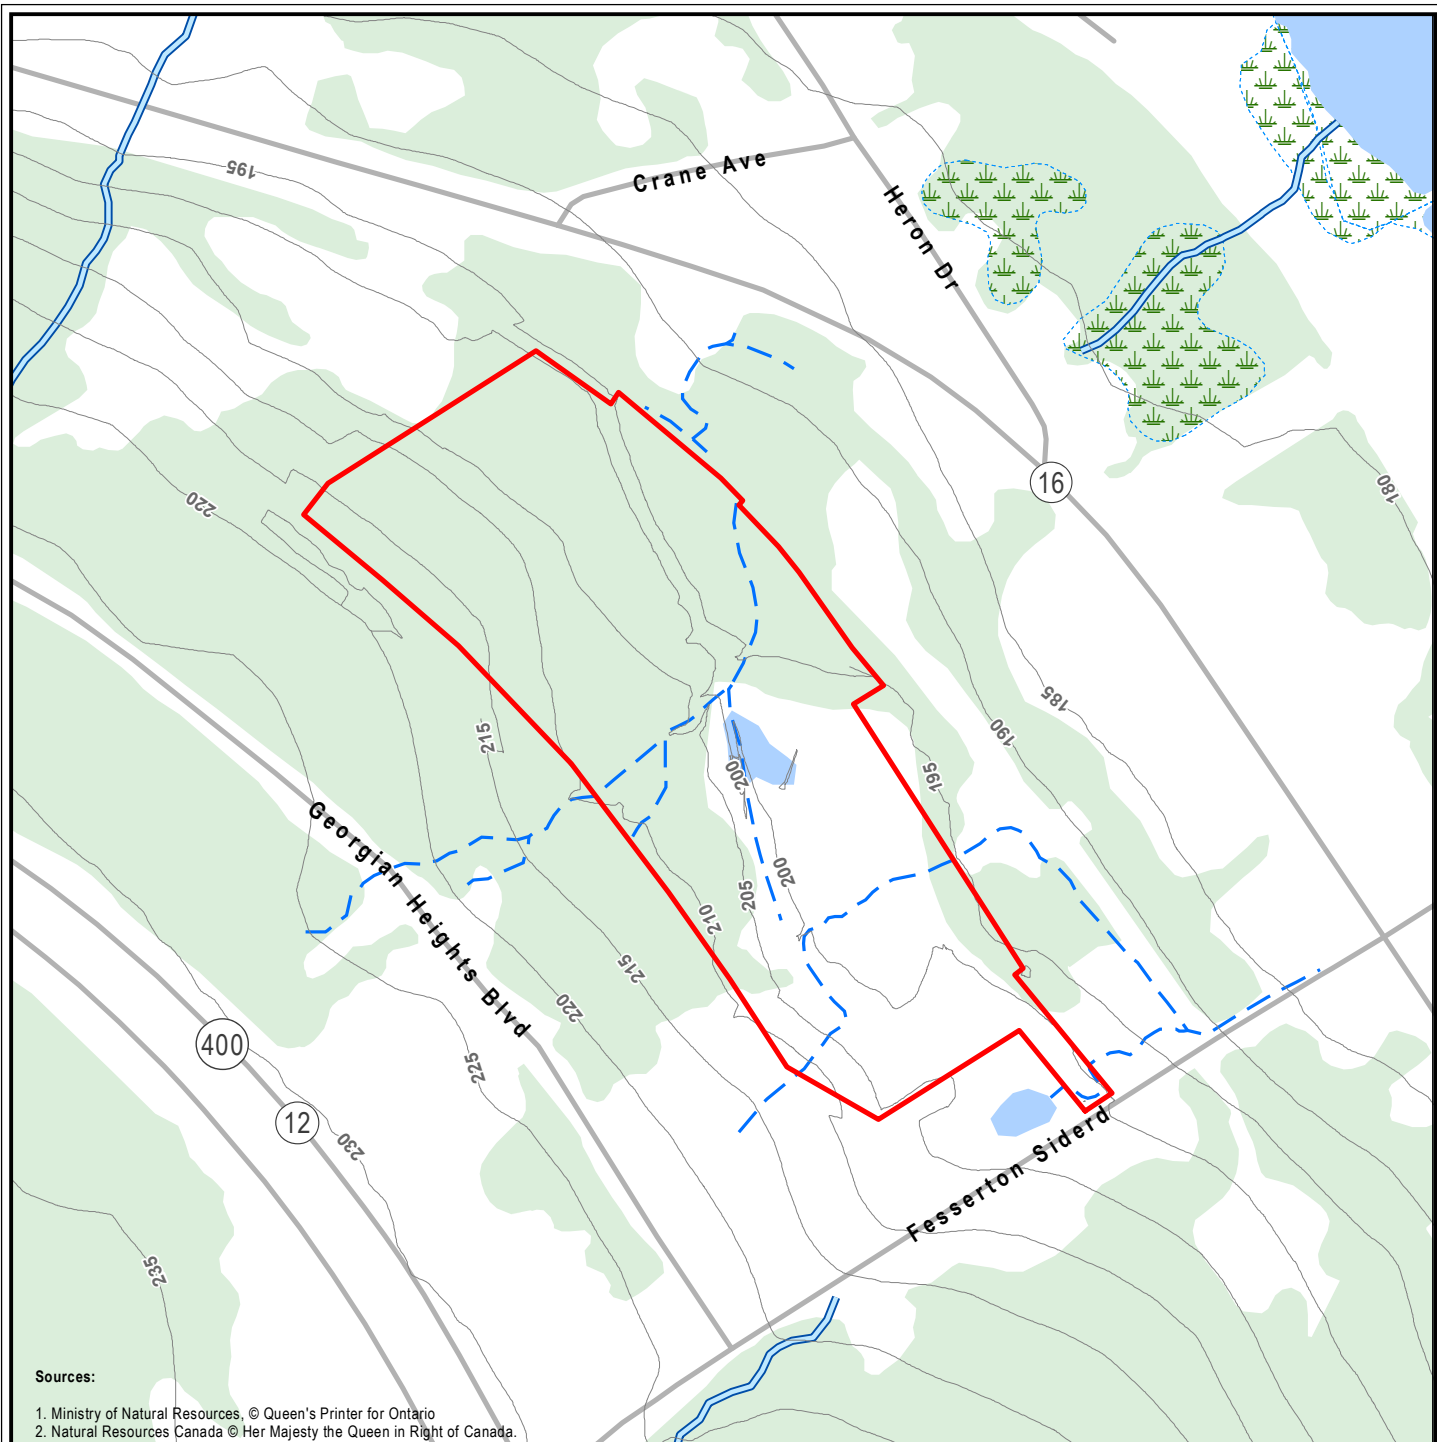 195
Crane Ave
Heron Dr
16
180
220
185
190
215
195
200
Georgian Heights Blvd
200
205
210
215
220
225
400
12
230
Fesserton Siderd
235
Sources:
1. Ministry of Natural Resources, © Queen's Printer for Ontario
2. Natural Resources Canada © Her Majesty the Queen in Right of Canada.